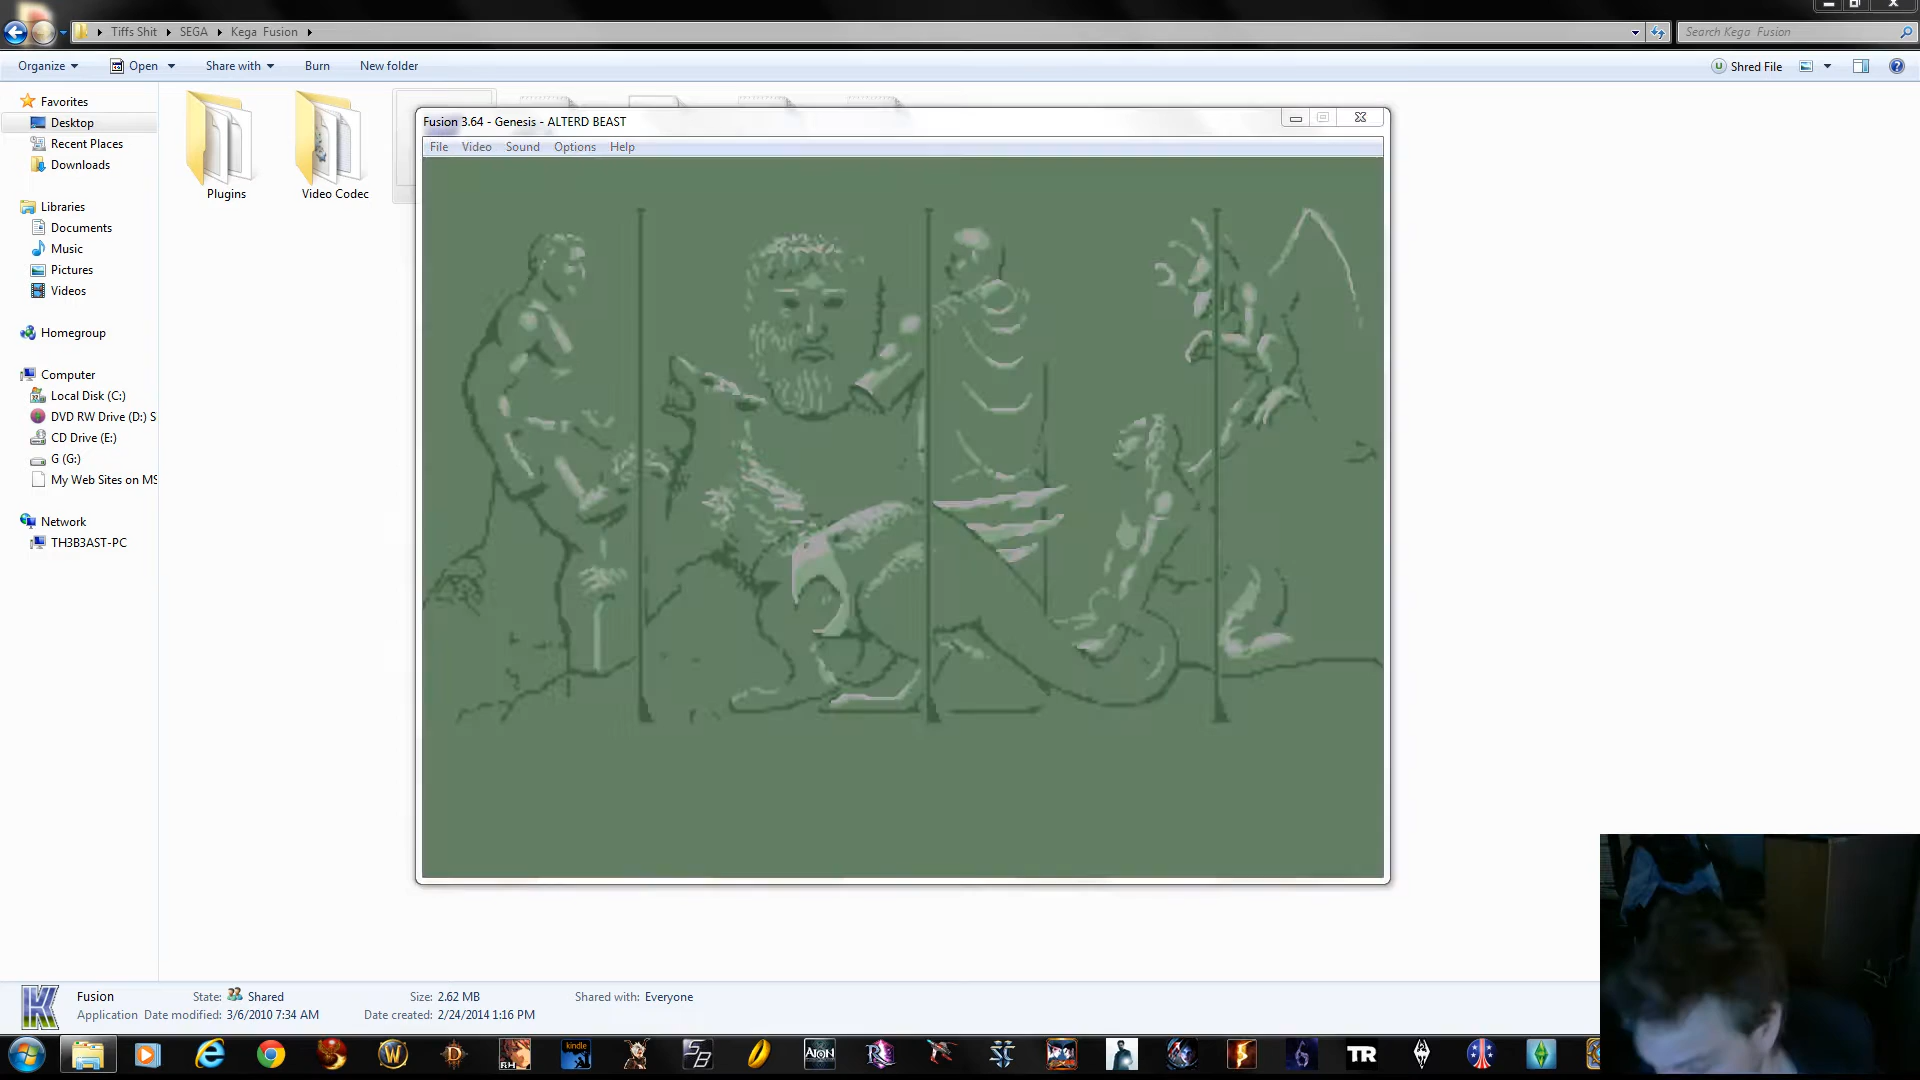 Tiffs Shit ▸ SEGA ▸ Kega Fusion ▸
Search Kega Fusion
Organize Open Share with Burn New folder
Shred File
Favorites
Desktop
Recent Places
Downloads
Libraries
Documents
Music
Pictures
Videos
Homegroup
Computer
Local Disk (C:)
DVD RW Drive (D:) S
CD Drive (E:)
G (G:)
My Web Sites on MS
Network
TH3B3AST-PC
Plugins
Video Codec
Fusion 3.64 - Genesis - ALTERD BEAST
File Video Sound Options Help
Fusion State: Shared Size: 2.62 MB Shared with: Everyone
Application Date modified: 3/6/2010 7:34 AM Date created: 2/24/2014 1:16 PM
kindle
RH
SB
AION
TR